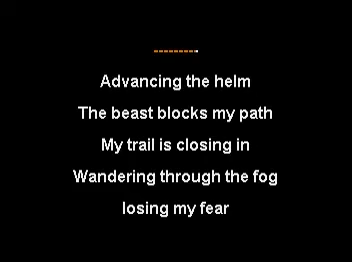 ---------
Advancing the helm
The beast blocks my path
My trail is closing in
Wandering through the fog
losing my fear